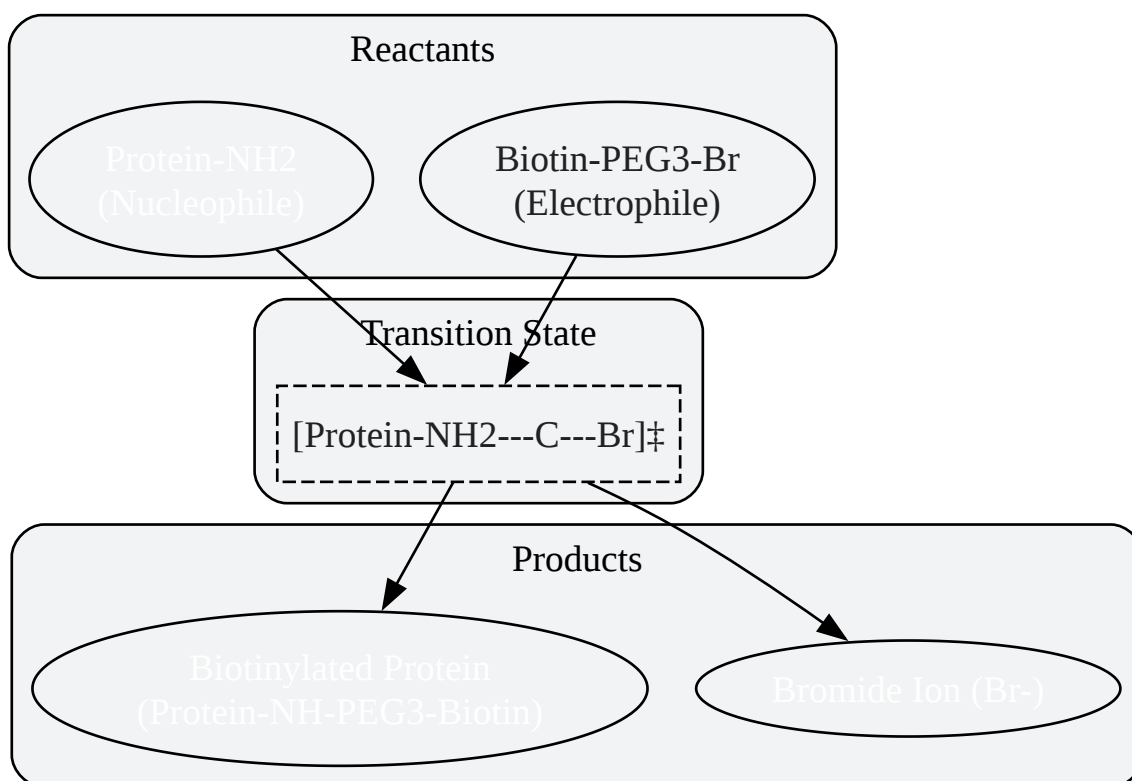 Reactants
Protein-NH2
(Nucleophile)
Biotin-PEG3-Br
(Electrophile)
Transition State
[Protein-NH2---C---Br]‡
Products
Biotinylated Protein
(Protein-NH-PEG3-Biotin)
Bromide Ion (Br-)